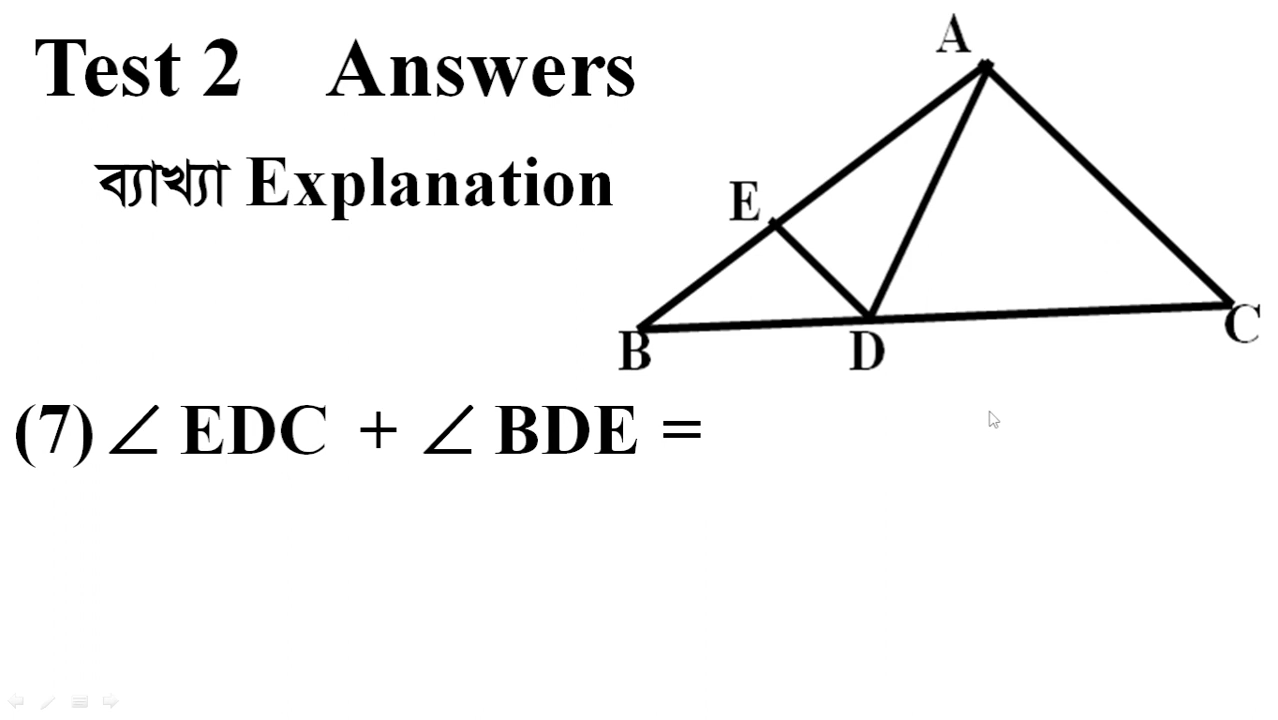 Test 2 Answers
ব্যাখ্যা Explanation
A
E
B
D
C
(7) ∠ EDC + ∠ BDE =